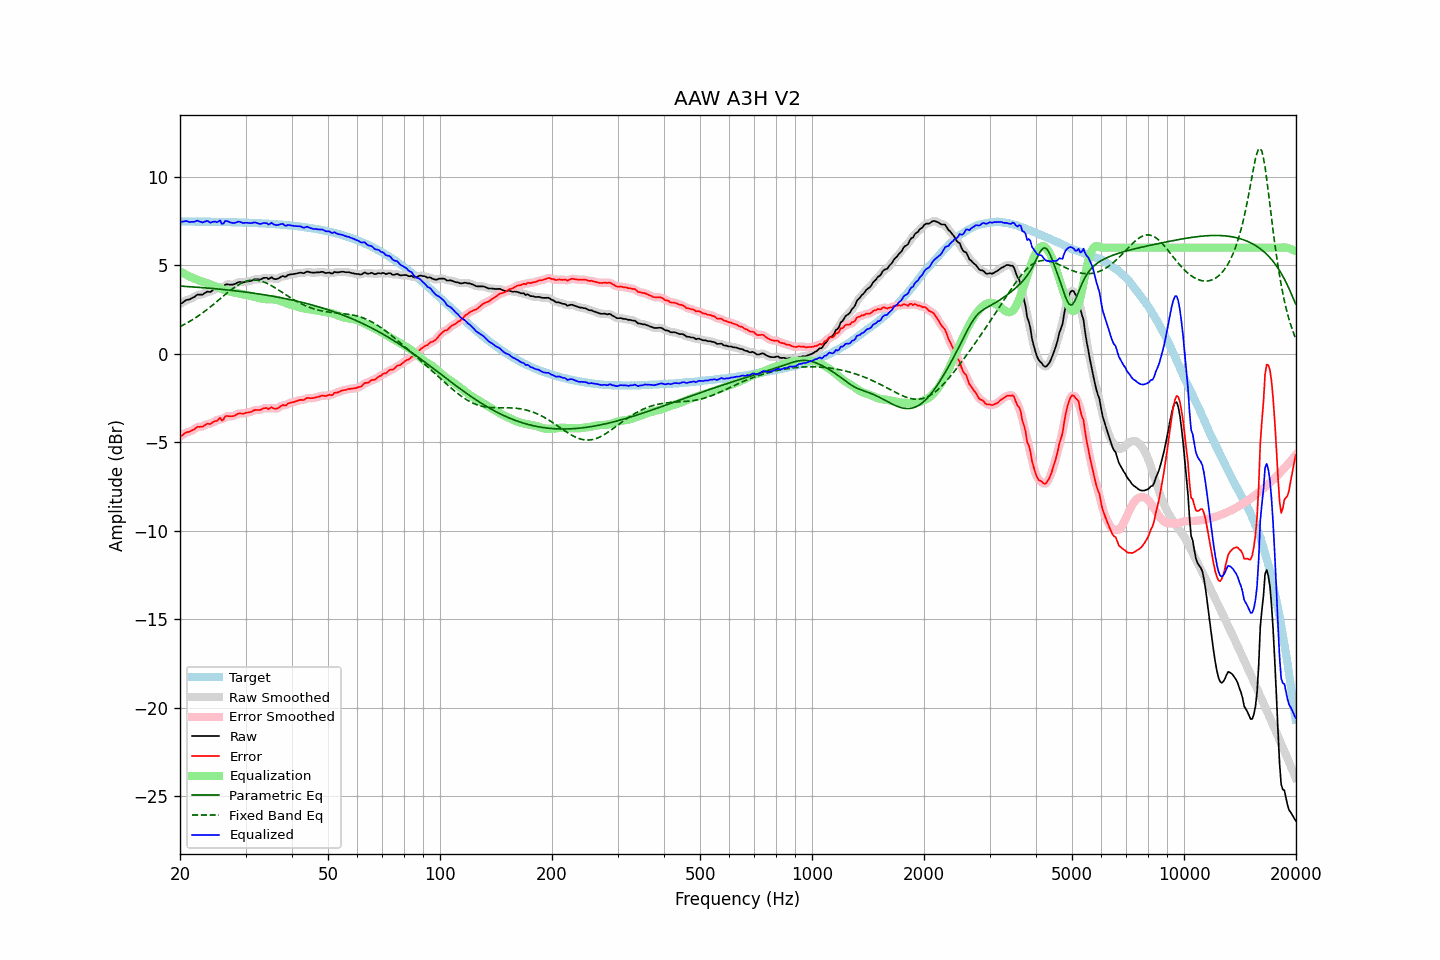 AAW A3H V2
Amplitude (dBr)
10
5
0
−5
−10
−15
−20
−25
Target
Raw Smoothed
Error Smoothed
Raw
Error
Equalization
Parametric Eq
Fixed Band Eq
Equalized
20 50 100 200 500 1000 2000 5000 10000 20000
Frequency (Hz)